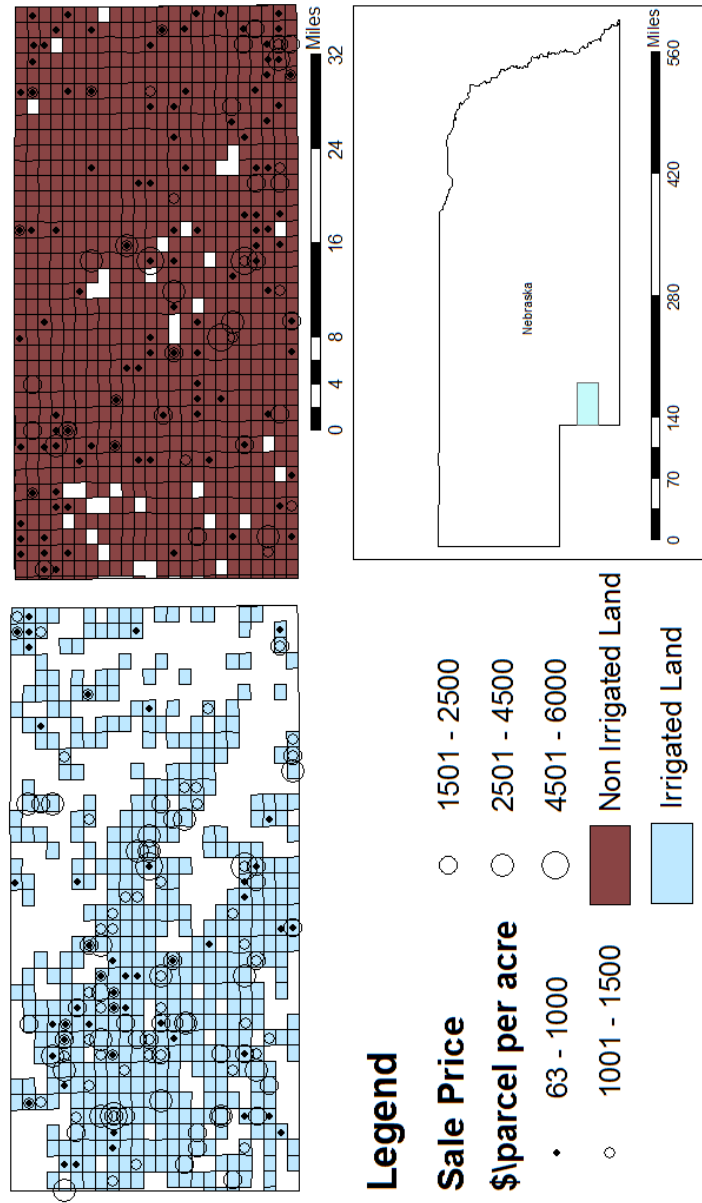 0 4 8 16 24 32
Miles
Nebraska
0 70 140 280 420 560
Miles
Legend
Sale Price
$\parcel per acre
63 - 1000
1001 - 1500
1501 - 2500
2501 - 4500
4501 - 6000
Non Irrigated Land
Irrigated Land